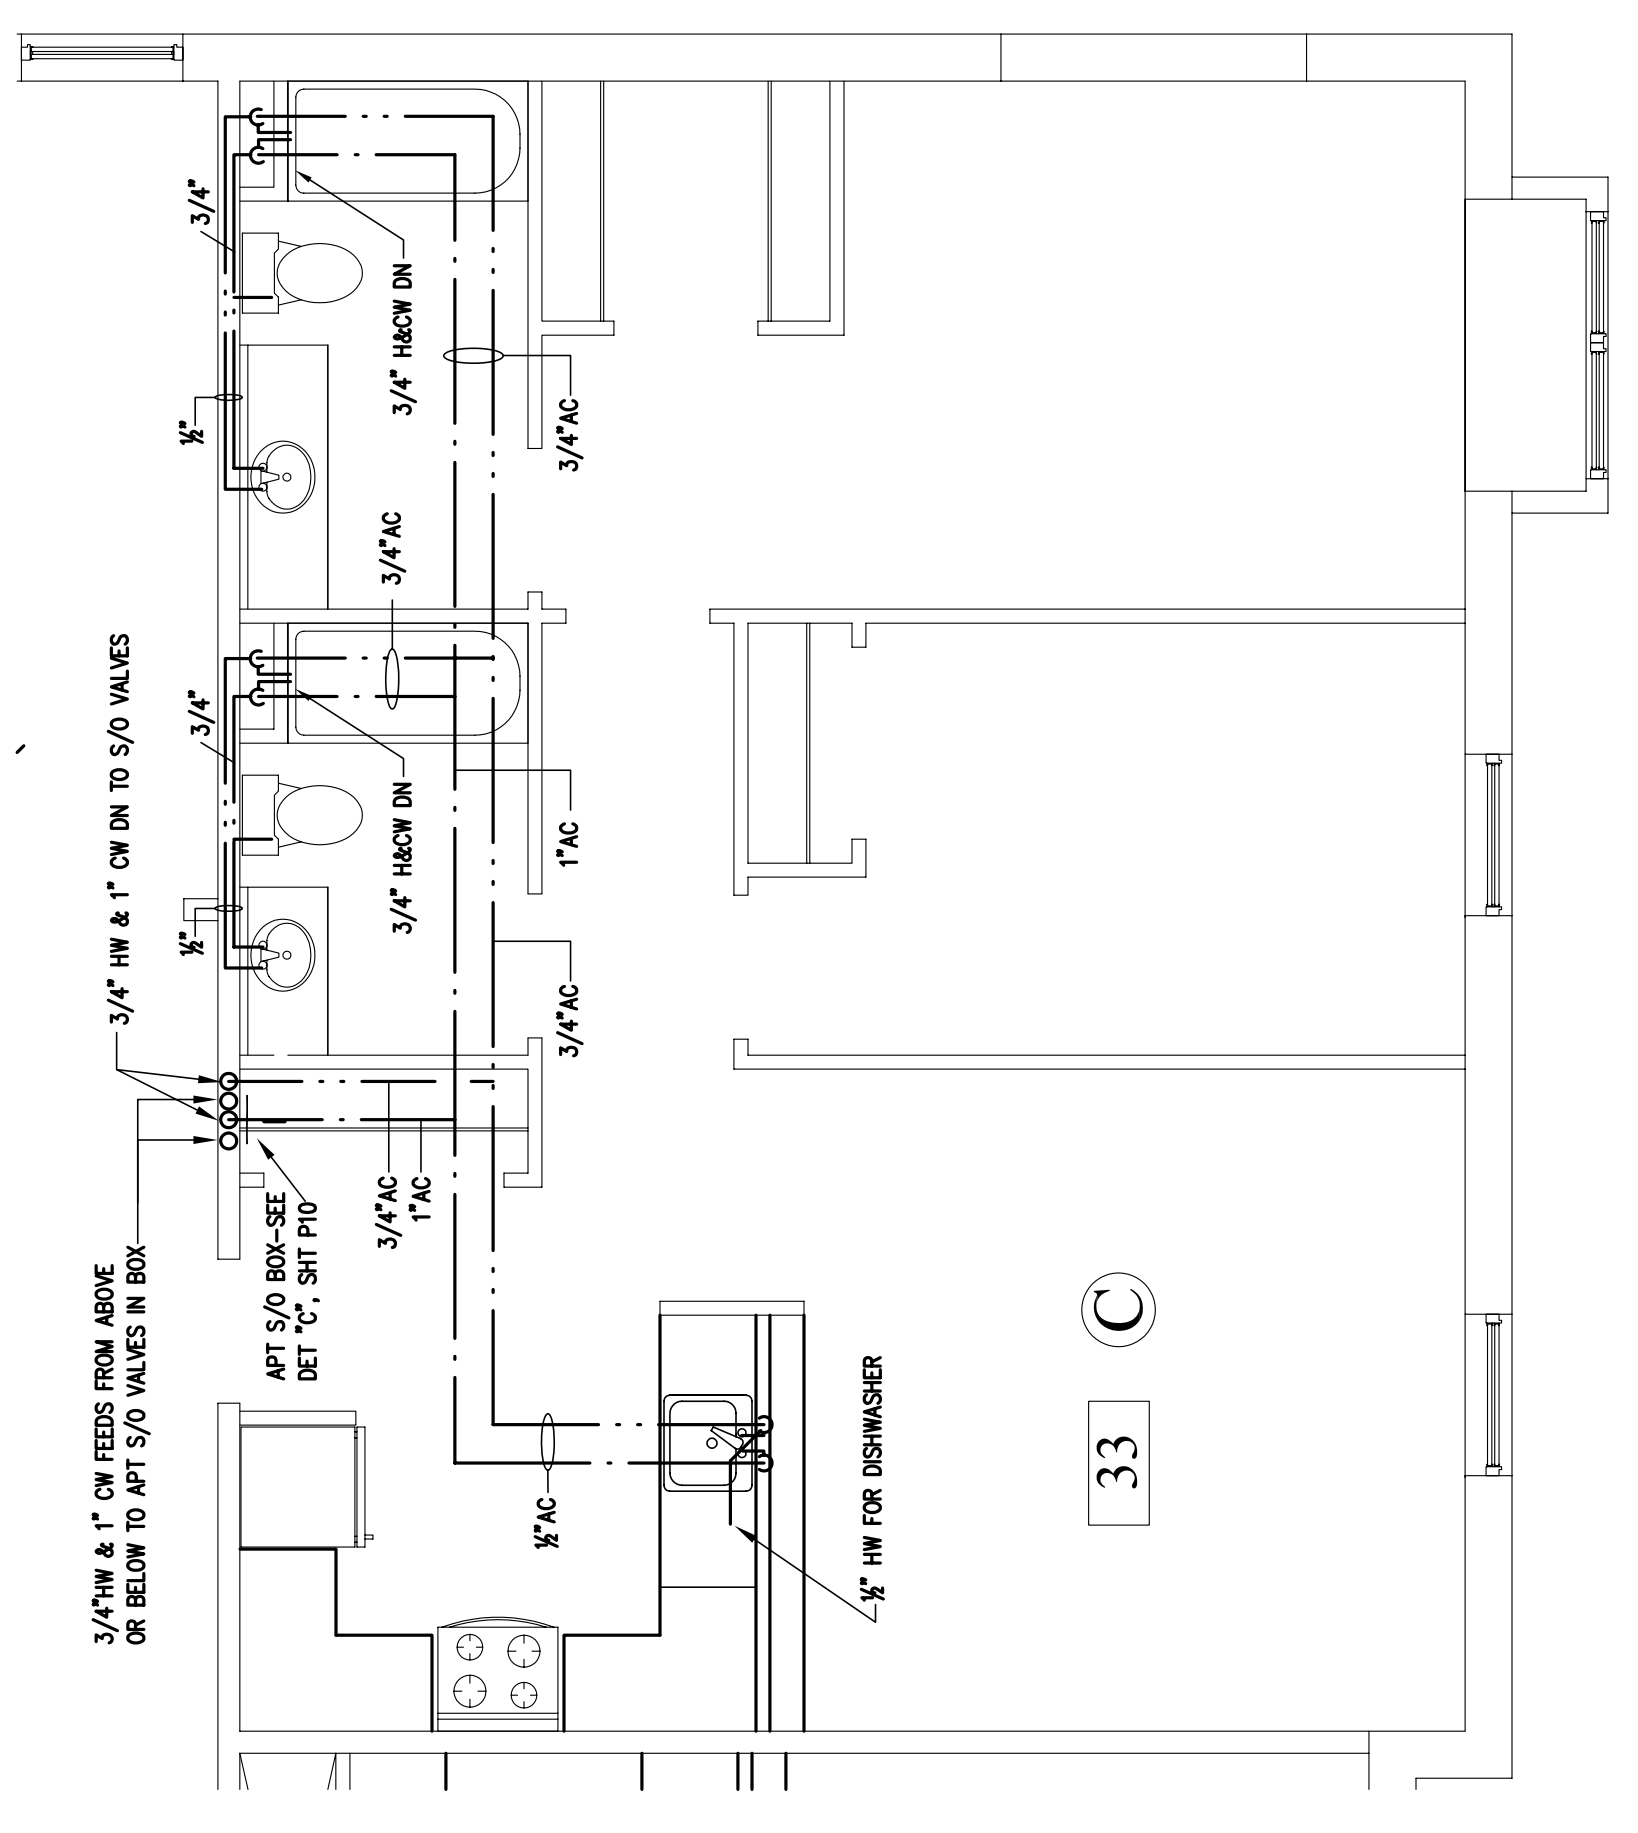 3/4"HW & 1" CW FEEDS FROM ABOVE
OR BELOW TO APT S/O VALVES IN BOX
3/4" HW & 1" CW DN TO S/O VALVES
3/4"
½"
3/4"
½"
APT S/O BOX-SEE
DET "C", SHT P10
3/4"AC
1"AC
3/4" H&CW DN
3/4"AC
3/4" H&CW DN
½"AC
3/4"AC
1"AC
3/4"AC
½" HW FOR DISHWASHER
33
C